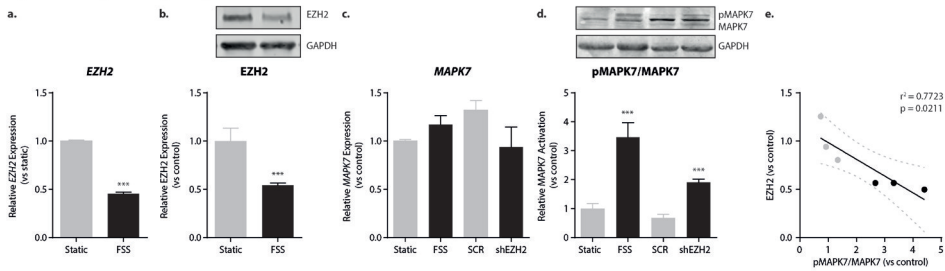 a.
b.
EZH2
GAPDH
c.
d.
pMAPK7
MAPK7
GAPDH
e.
EZH2
Relative EZH2 Expression
(vs static)
1.5
1.0
0.5
0.0
***
Static FSS
EZH2
Relative EZH2 Expression
(vs control)
1.5
1.0
0.5
0.0
***
Static FSS
MAPK7
Relative MAPK7 Expression
(vs control)
1.5
1.0
0.5
0.0
Static FSS SCR shEZH2
pMAPK7/MAPK7
Relative MAPK7 Activation
(vs control)
5
4
3
2
1
0
***
***
Static FSS SCR shEZH2
EZH2 (vs control)
1.5
1.0
0.5
0.0
r² = 0.7723
p = 0.0211
0 1 2 3 4 5
pMAPK7/MAPK7 (vs control)